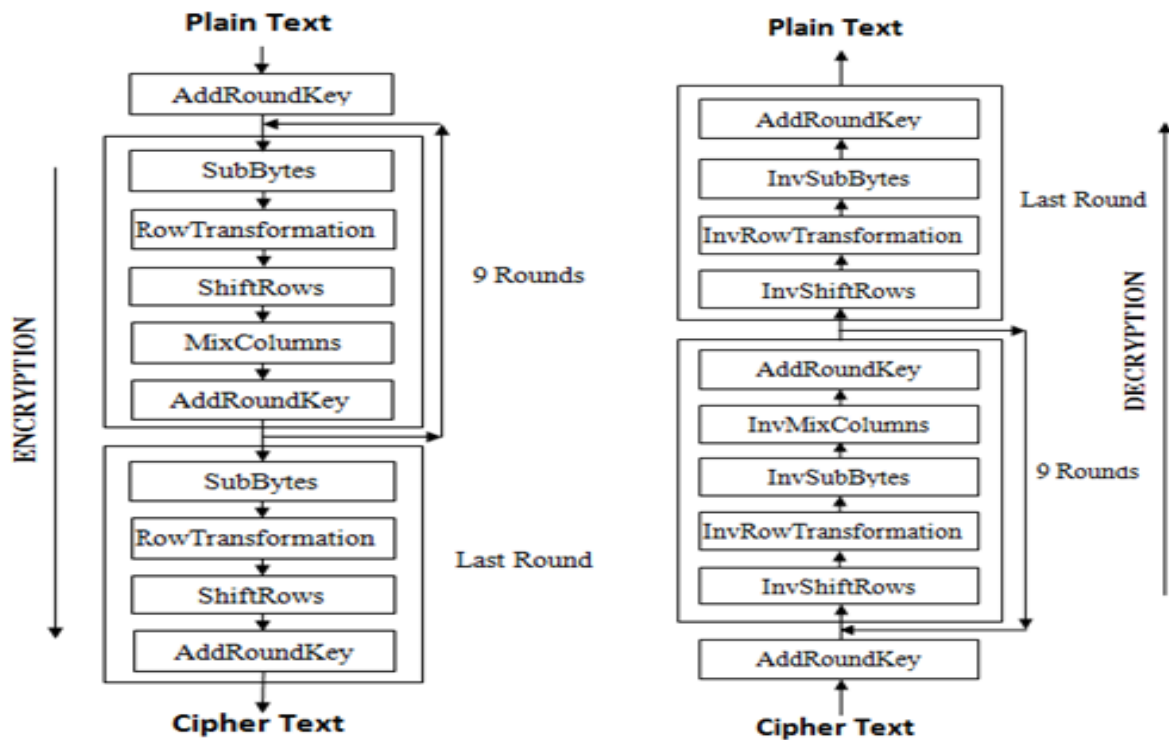 Plain Text
AddRoundKey
SubBytes
RowTransformation
ShiftRows
MixColumns
AddRoundKey
9 Rounds
SubBytes
RowTransformation
ShiftRows
AddRoundKey
Last Round
Cipher Text
ENCRYPTION
Plain Text
AddRoundKey
InvSubBytes
InvRowTransformation
InvShiftRows
Last Round
AddRoundKey
InvMixColumns
InvSubBytes
InvRowTransformation
InvShiftRows
9 Rounds
AddRoundKey
Cipher Text
DECRYPTION